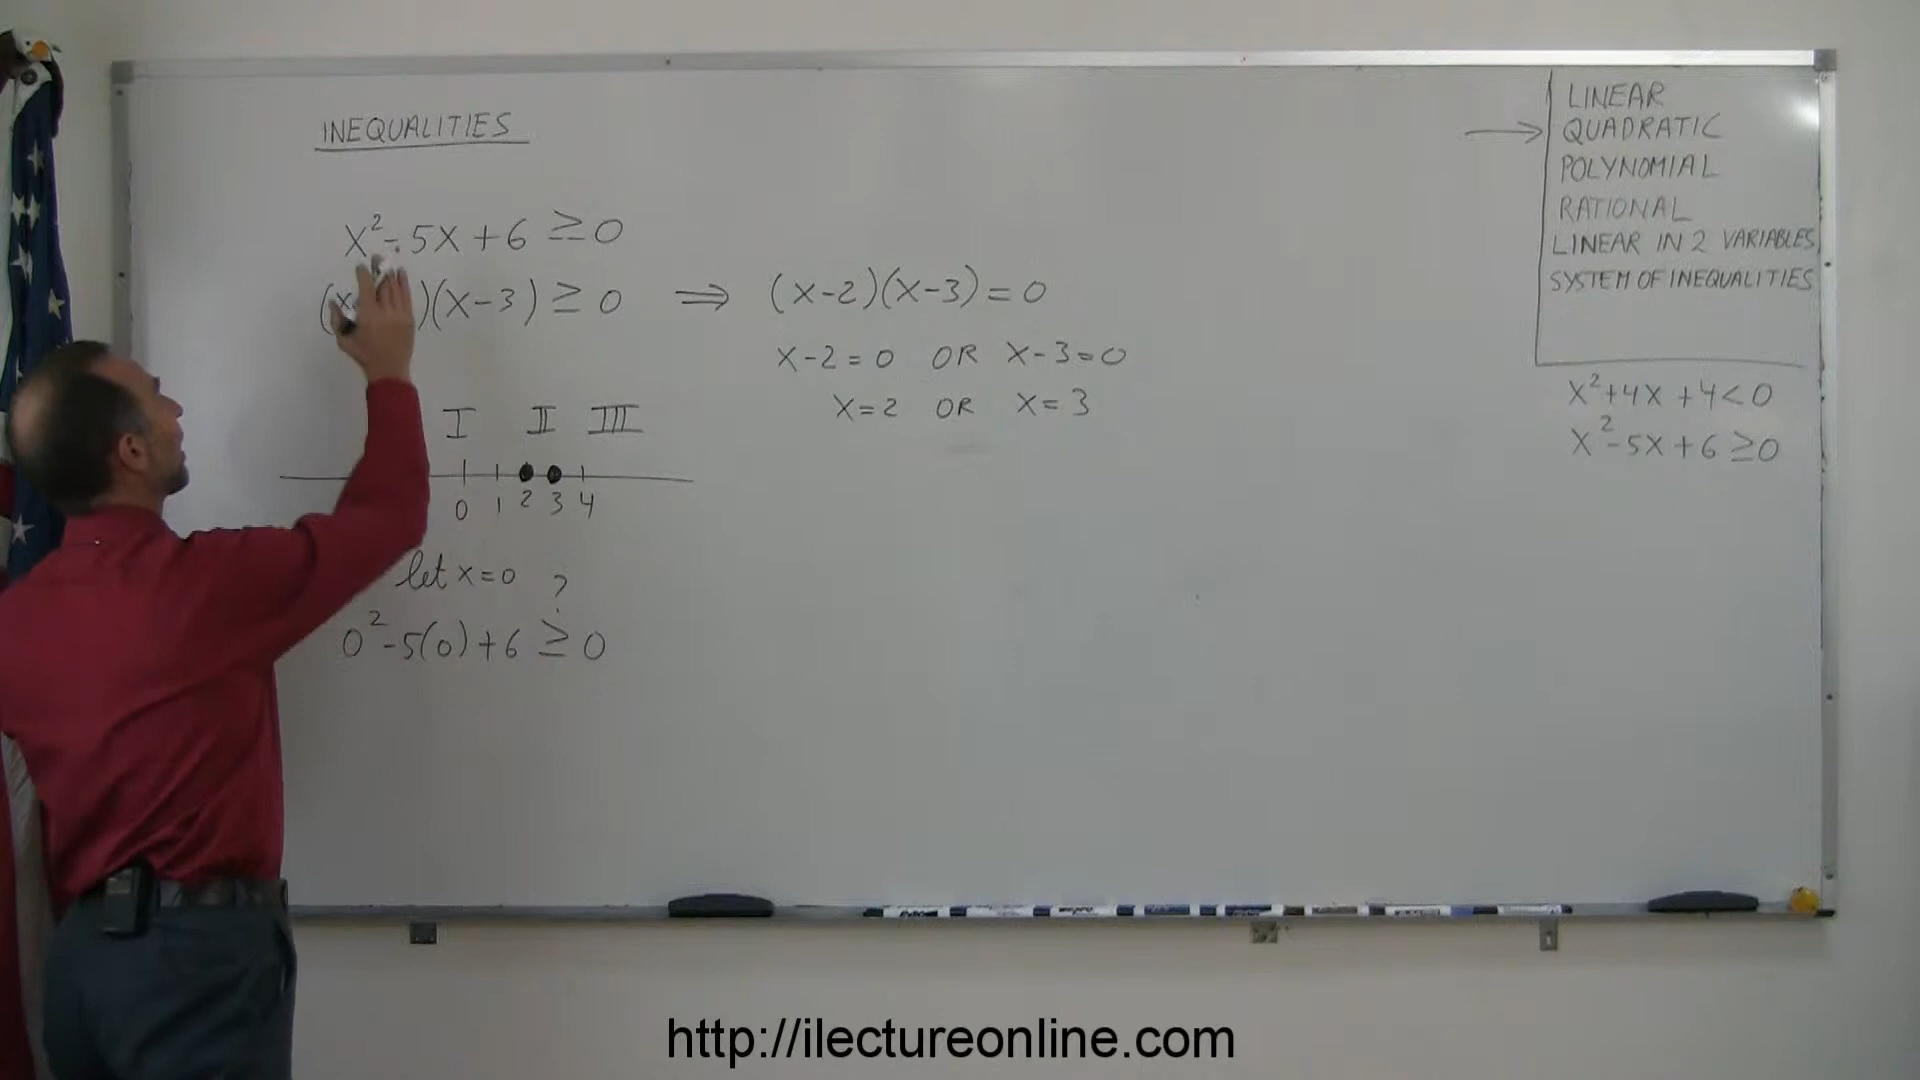 INEQUALITIES
x²-5x+6≥0
(x )(x-3)≥0 ⇒ (x-2)(x-3)=0
x-2=0 OR x-3=0
x=2 OR x=3
I II III
0 1 2 3 4
let x=0 ?
0²-5(0)+6≥0
LINEAR
→ QUADRATIC
POLYNOMIAL
RATIONAL
LINEAR IN 2 VARIABLES
SYSTEM OF INEQUALITIES
x²+4x+4<0
x²-5x+6≥0
http://ilectureonline.com